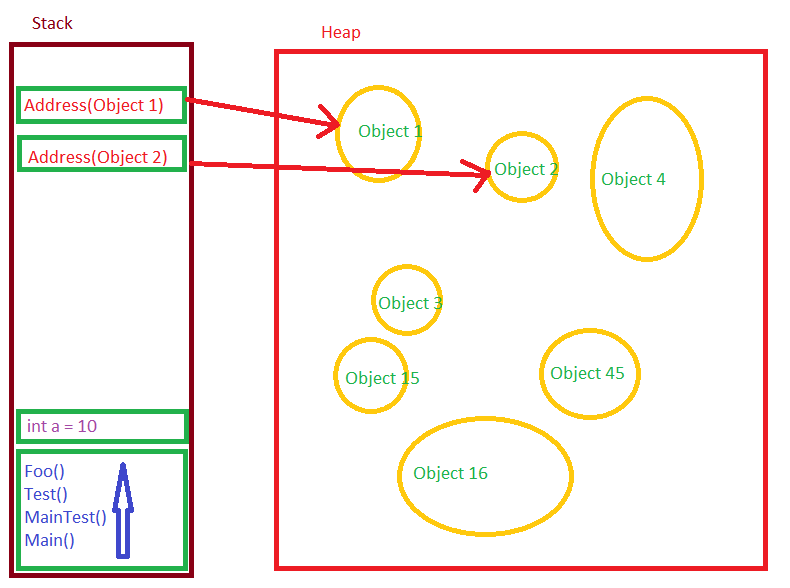 Stack
Heap
Address(Object 1)
Address(Object 2)
int a = 10
Foo()
Test()
MainTest()
Main()
Object 1
Object 2
Object 4
Object 3
Object 15
Object 45
Object 16